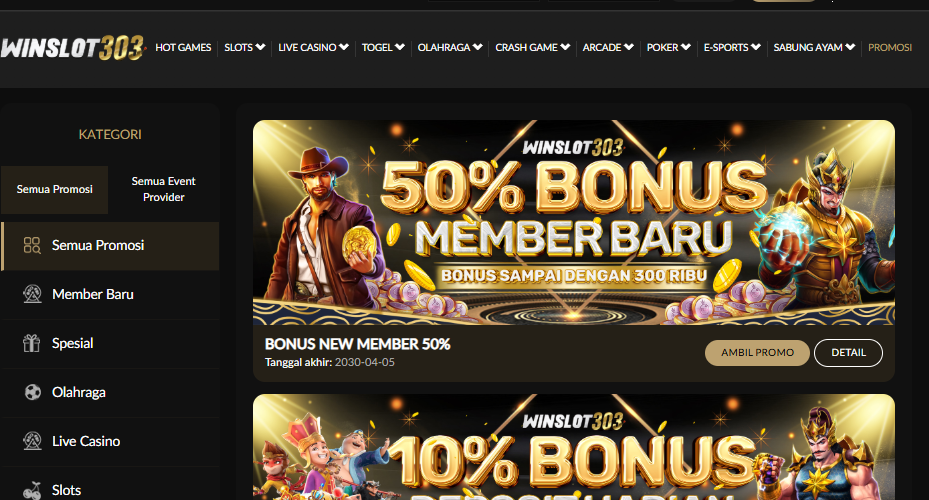 WINSLOT303
HOT GAMES
SLOTS
LIVE CASINO
TOGEL
OLAHRAGA
CRASH GAME
ARCADE
POKER
E-SPORTS
SABUNG AYAM
PROMOSI
KATEGORI
Semua Promosi
Semua Event
Provider
Semua Promosi
Member Baru
Spesial
Olahraga
Live Casino
Slots
WINSLOT303
50% BONUS
MEMBER BARU
BONUS SAMPAI DENGAN 300 RIBU
BONUS NEW MEMBER 50%
Tanggal akhir: 2030-04-05
AMBIL PROMO
DETAIL
WINSLOT303
10% BONUS
DEPOSIT HARIAN